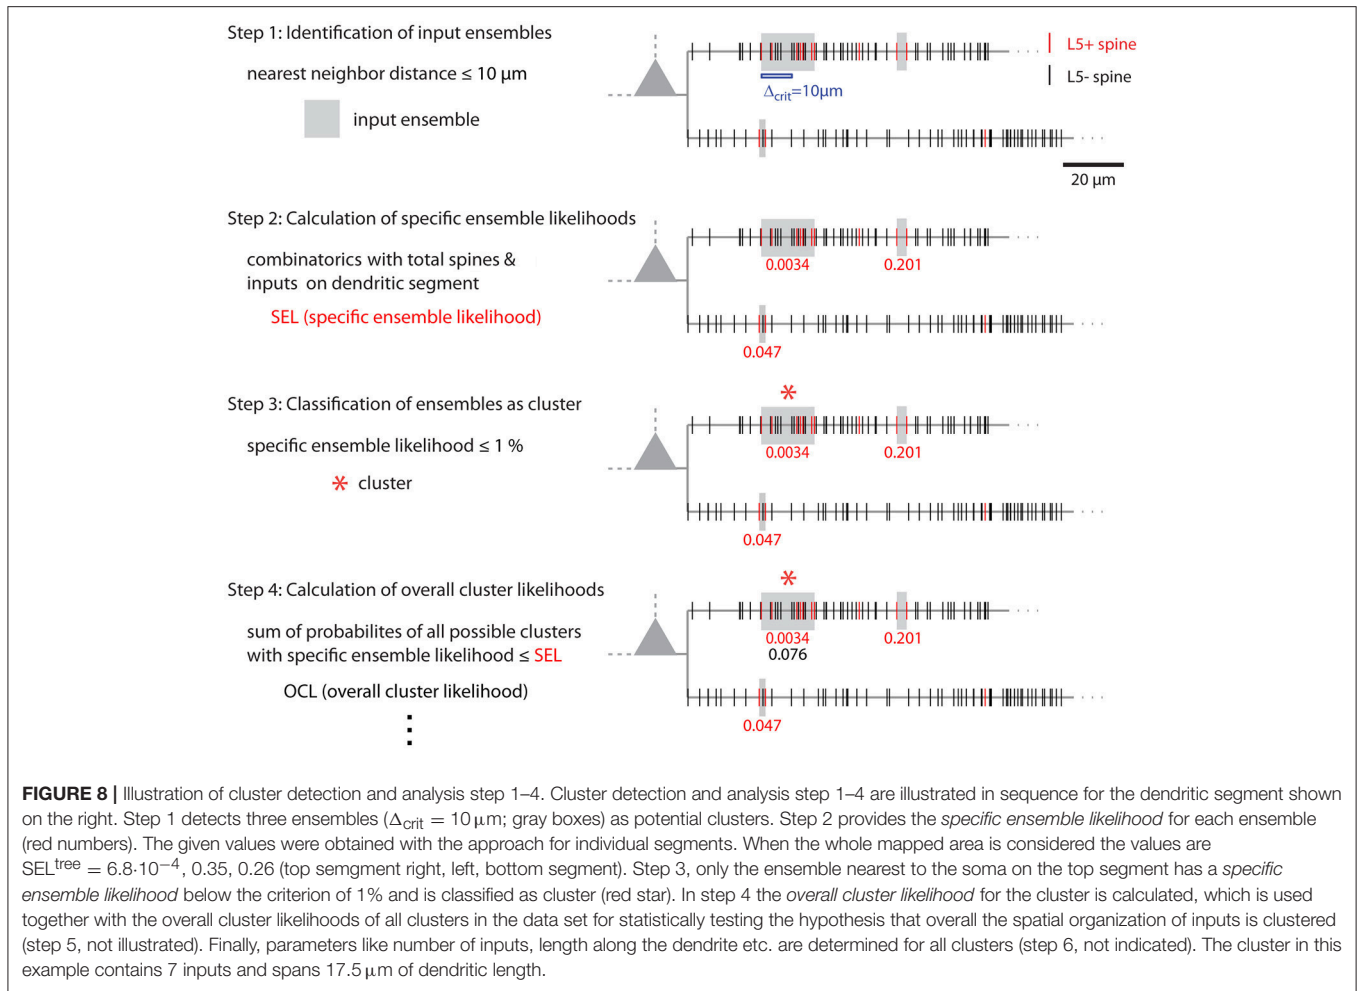 Step 1: Identification of input ensembles
nearest neighbor distance ≤ 10 μm
input ensemble
L5+ spine
L5- spine
Δcrit=10μm
20 μm
Step 2: Calculation of specific ensemble likelihoods
combinatorics with total spines &
inputs on dendritic segment
SEL (specific ensemble likelihood)
0.0034
0.201
0.047
Step 3: Classification of ensembles as cluster
specific ensemble likelihood ≤ 1 %
* cluster
*
0.0034
0.201
0.047
Step 4: Calculation of overall cluster likelihoods
sum of probabilites of all possible clusters
with specific ensemble likelihood ≤ SEL
OCL (overall cluster likelihood)
*
0.0034
0.201
0.076
0.047
FIGURE 8 | Illustration of cluster detection and analysis step 1–4. Cluster detection and analysis step 1–4 are illustrated in sequence for the dendritic segment shown
on the right. Step 1 detects three ensembles (Δcrit = 10 μm; gray boxes) as potential clusters. Step 2 provides the specific ensemble likelihood for each ensemble
(red numbers). The given values were obtained with the approach for individual segments. When the whole mapped area is considered the values are
SELtree = 6.8·10−4, 0.35, 0.26 (top semgment right, left, bottom segment). Step 3, only the ensemble nearest to the soma on the top segment has a specific
ensemble likelihood below the criterion of 1% and is classified as cluster (red star). In step 4 the overall cluster likelihood for the cluster is calculated, which is used
together with the overall cluster likelihoods of all clusters in the data set for statistically testing the hypothesis that overall the spatial organization of inputs is clustered
(step 5, not illustrated). Finally, parameters like number of inputs, length along the dendrite etc. are determined for all clusters (step 6, not indicated). The cluster in this
example contains 7 inputs and spans 17.5 μm of dendritic length.